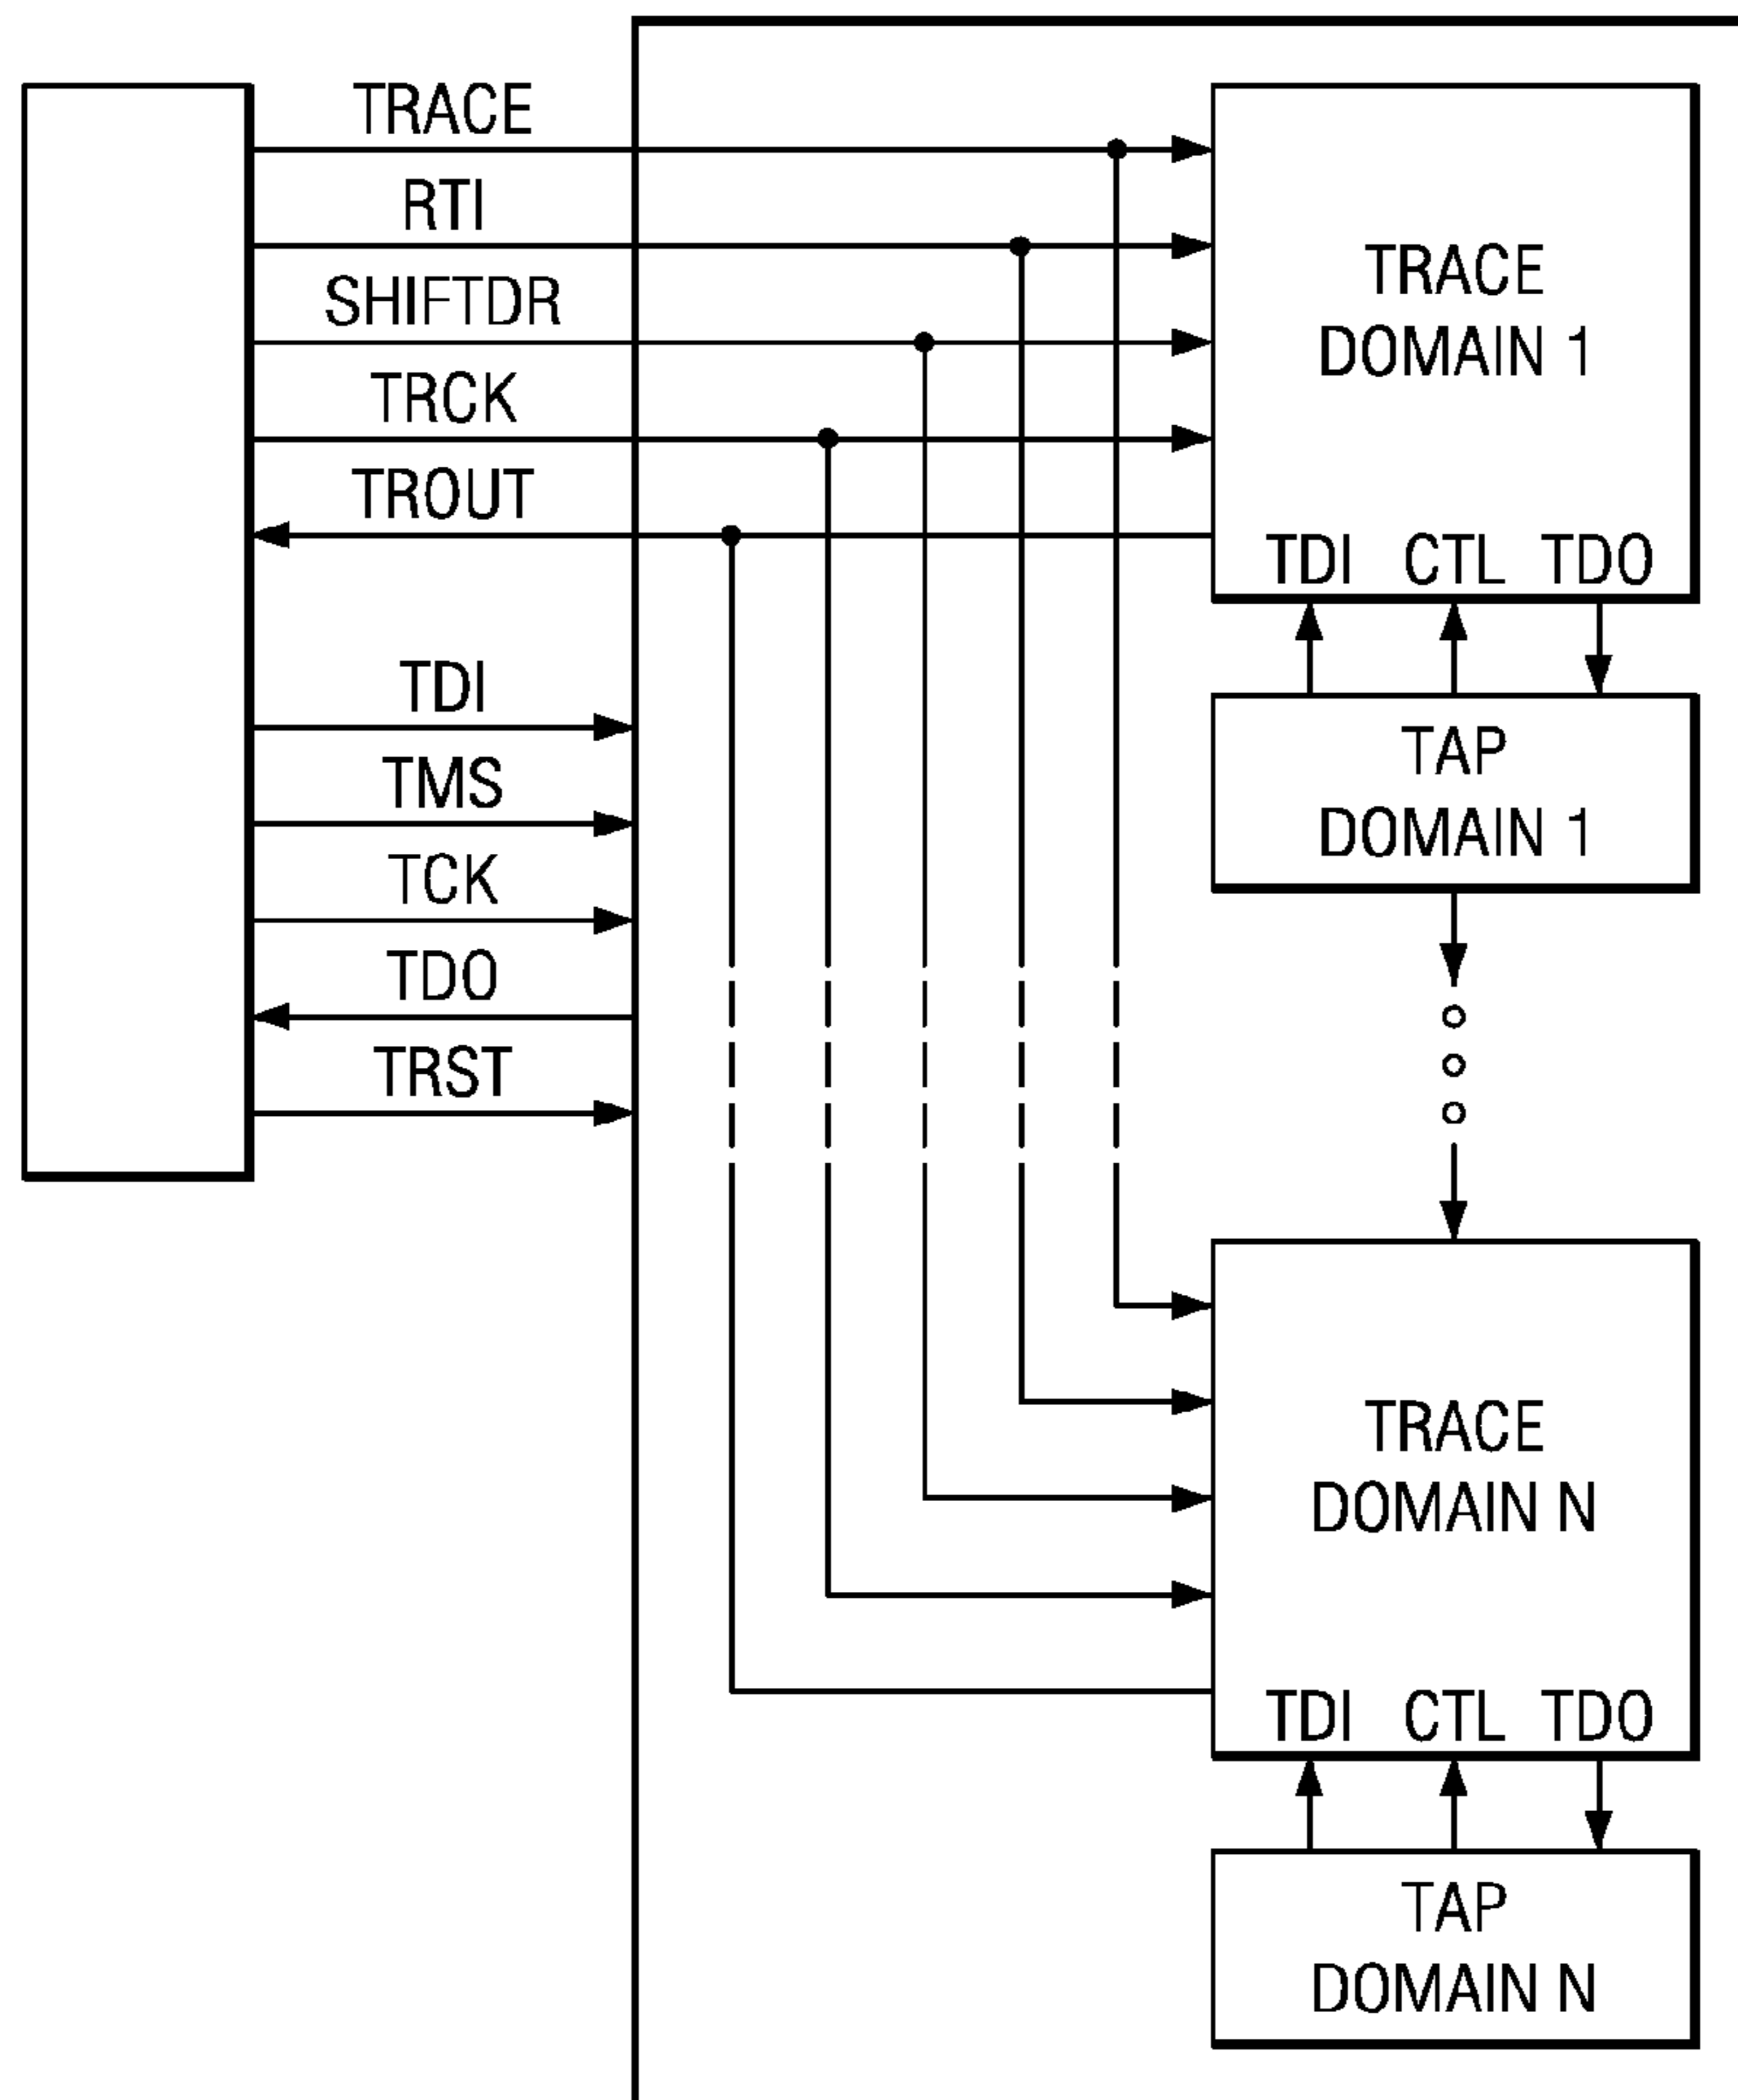 TRACE
RTI
SHIFTDR
TRCK
TROUT
TDI
TMS
TCK
TDO
TRST
TRACE
DOMAIN 1
TDI CTL TDO
TAP
DOMAIN 1
TRACE
DOMAIN N
TDI CTL TDO
TAP
DOMAIN N